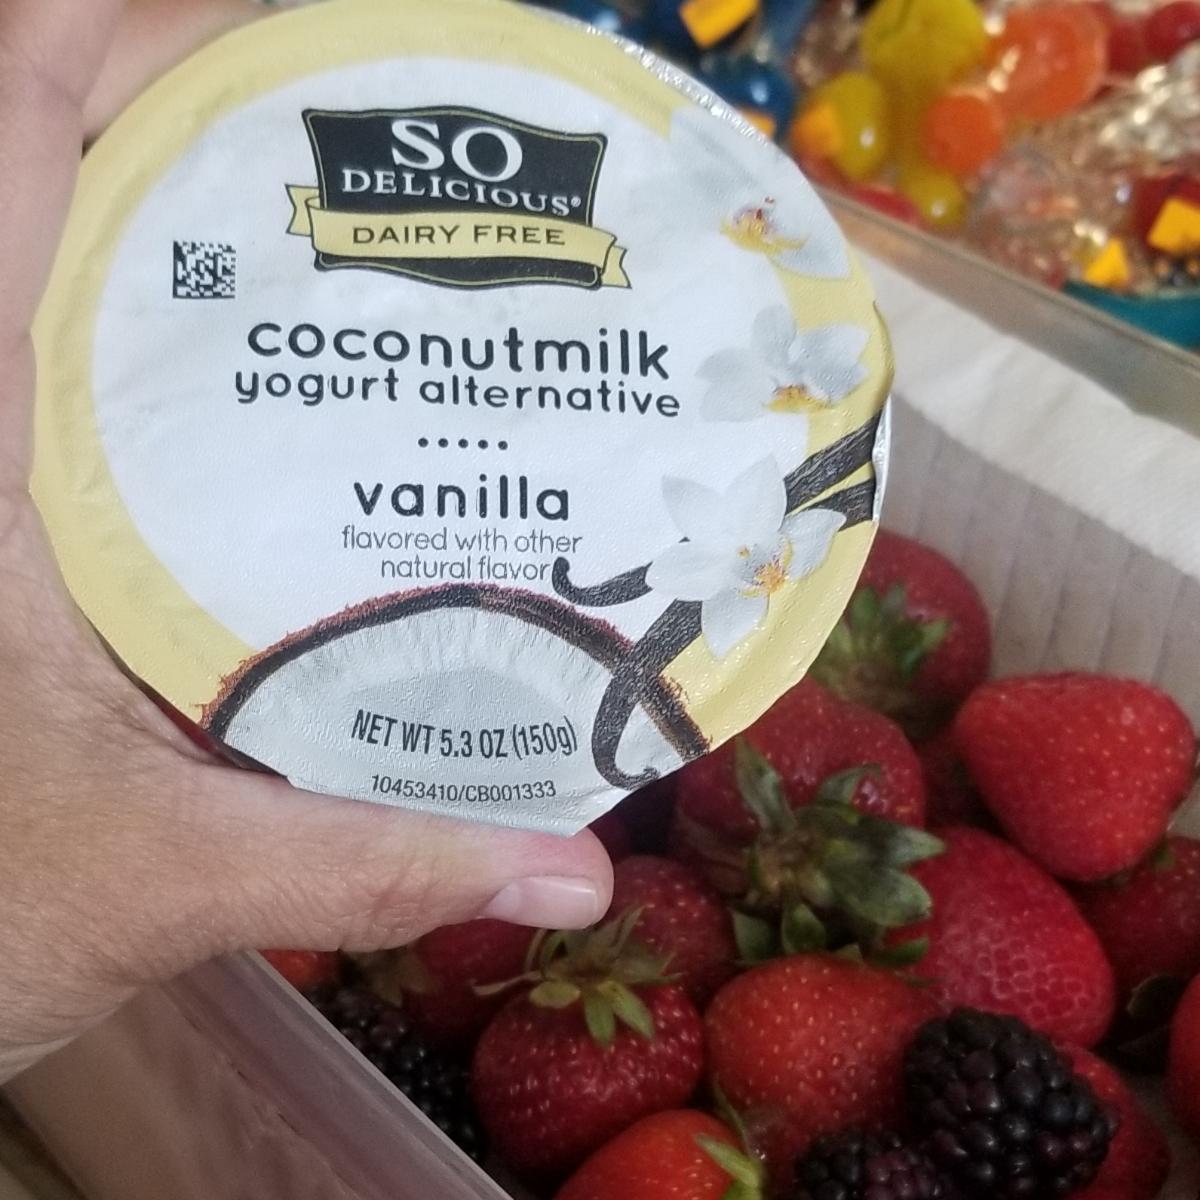 SO
DELICIOUS®
DAIRY FREE
coconutmilk
yogurt alternative
•••••
vanilla
flavored with other
natural flavor
NET WT 5.3 OZ (150g)
10453410/CB001333